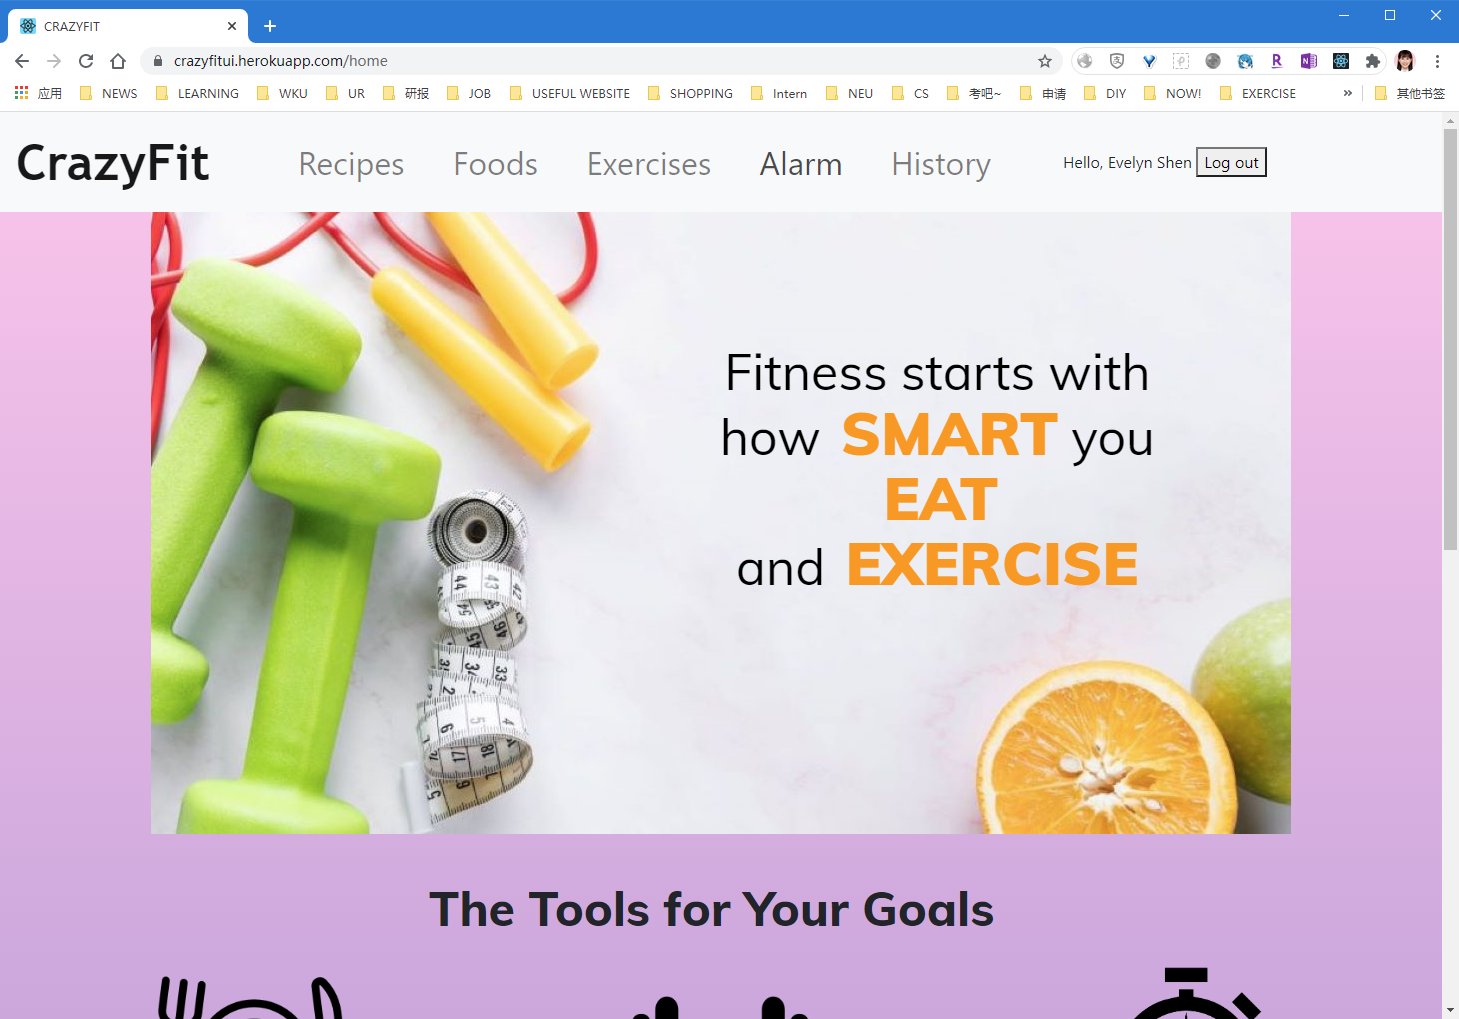 CRAZYFIT
crazyfitui.herokuapp.com/home
应用 NEWS LEARNING WKU UR 研报 JOB USEFUL WEBSITE SHOPPING Intern NEU CS 考吧~ 申请 DIY NOW! EXERCISE » 其他书签
CrazyFit Recipes Foods Exercises Alarm History Hello, Evelyn Shen Log out
Fitness starts with
how SMART you
EAT
and EXERCISE
The Tools for Your Goals